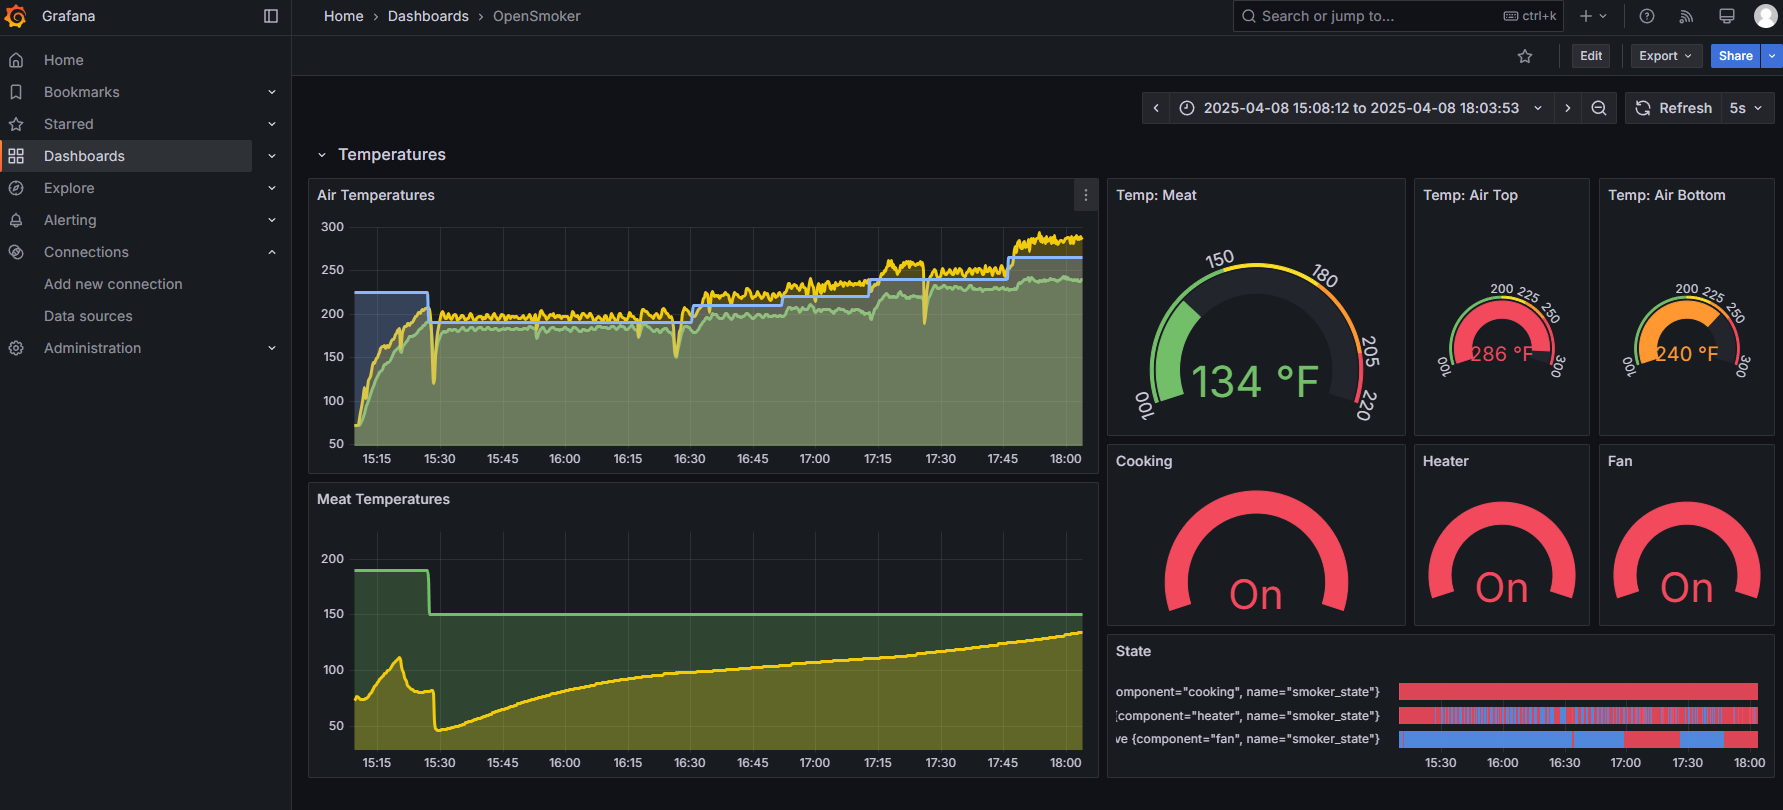 Grafana
Home › Dashboards › OpenSmoker
Search or jump to...
ctrl+k
Edit
Export
Share
Home
Bookmarks
Starred
Dashboards
Explore
Alerting
Connections
Add new connection
Data sources
Administration
2025-04-08 15:08:12 to 2025-04-08 18:03:53
Refresh
5s
Temperatures
Air Temperatures
300
250
200
150
100
50
15:15 15:30 15:45 16:00 16:15 16:30 16:45 17:00 17:15 17:30 17:45 18:00
Meat Temperatures
200
150
100
50
15:15 15:30 15:45 16:00 16:15 16:30 16:45 17:00 17:15 17:30 17:45 18:00
Temp: Meat
100 150 180 205 220
134 °F
Temp: Air Top
100 200 225 250 300
286 °F
Temp: Air Bottom
100 200 225 250 300
240 °F
Cooking
On
Heater
On
Fan
On
State
omponent="cooking", name="smoker_state"}
{component="heater", name="smoker_state"}
ve {component="fan", name="smoker_state"}
15:30 16:00 16:30 17:00 17:30 18:00